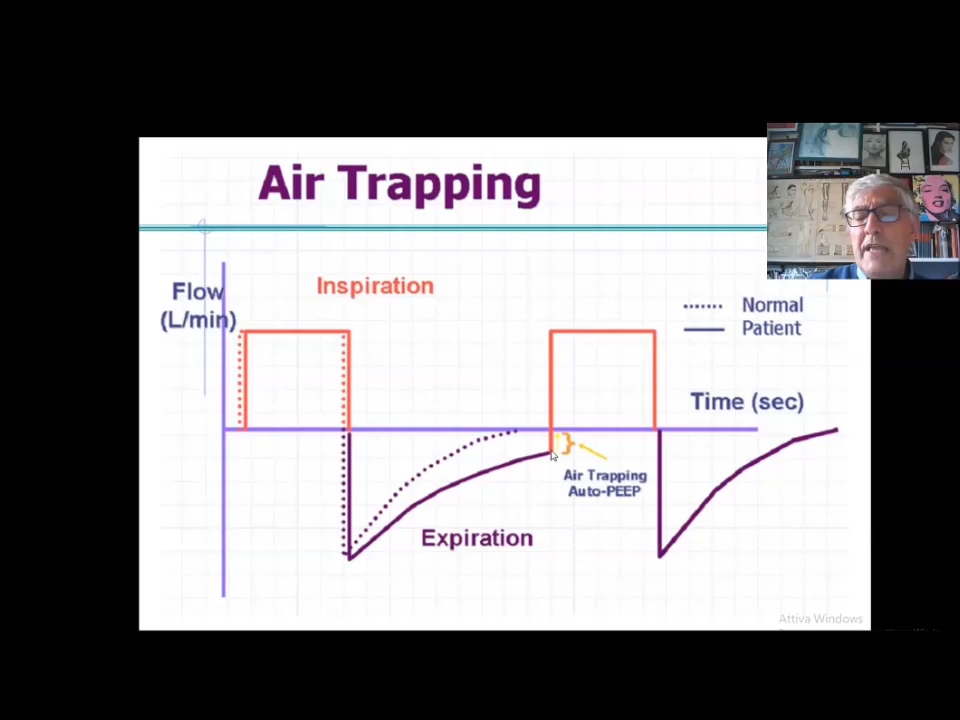 Air Trapping
Flow
(L/min)
Inspiration
Normal
Patient
Time (sec)
Air Trapping
Auto-PEEP
Expiration
Attiva Windows